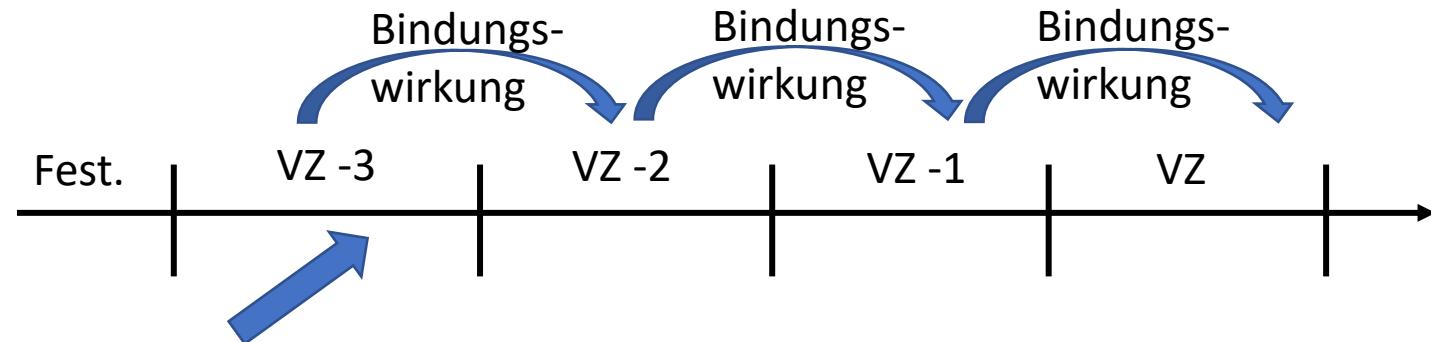 Bindungs-
wirkung
Bindungs-
wirkung
Bindungs-
wirkung
Fest.
VZ -3
VZ -2
VZ -1
VZ